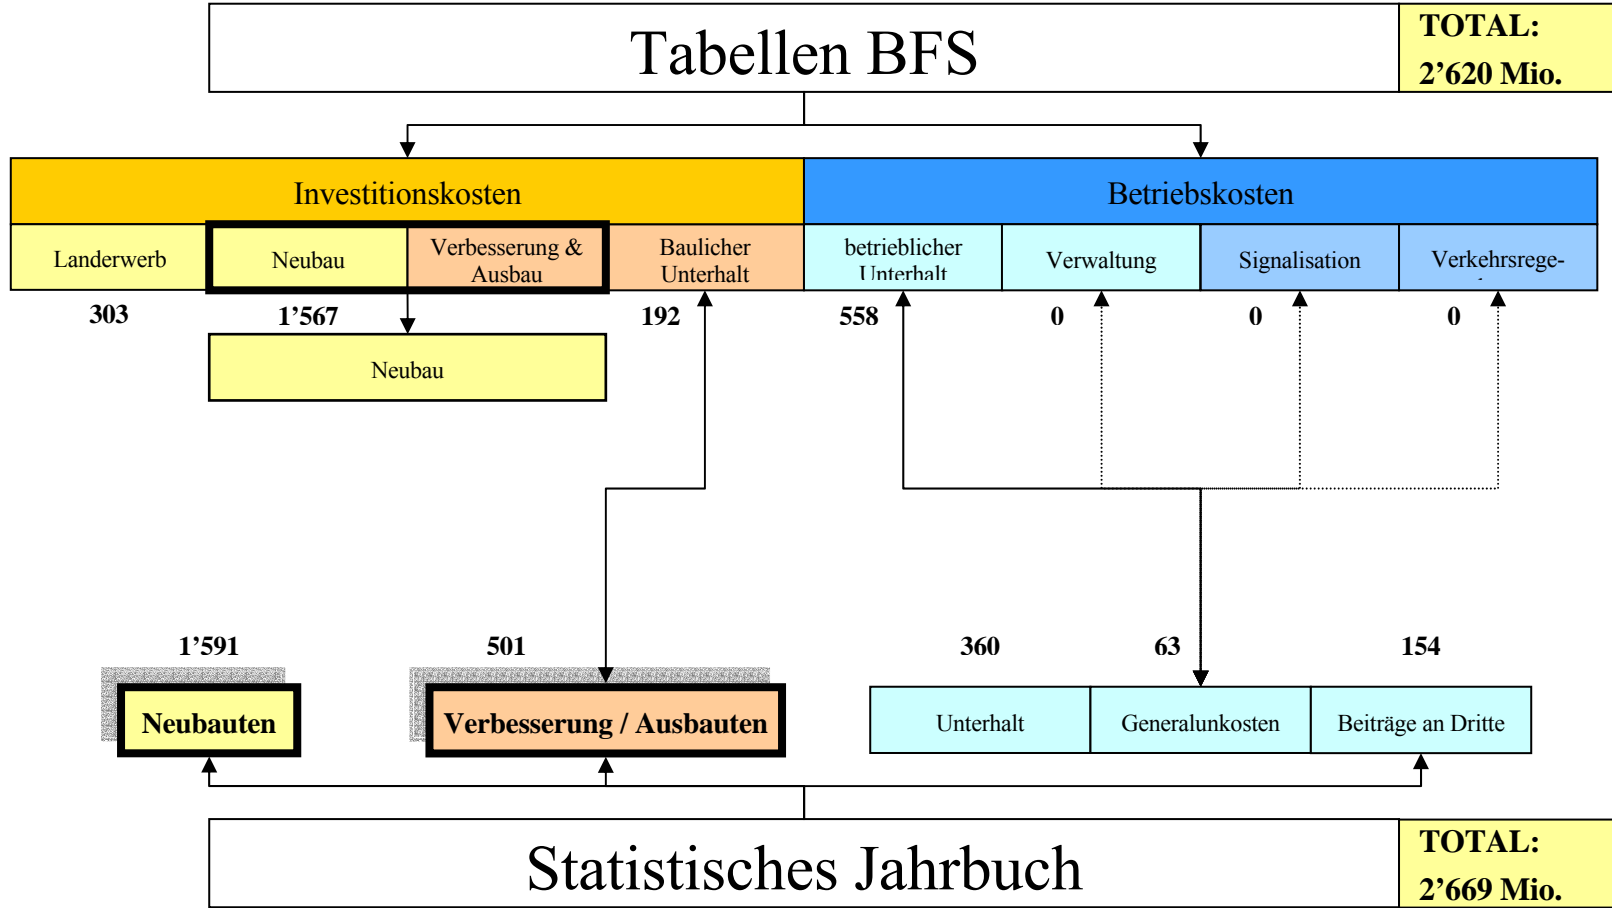 Tabellen BFS
TOTAL:
2’620 Mio.
Investitionskosten
Betriebskosten
Landerwerb
Neubau
Verbesserung &
Ausbau
Baulicher
Unterhalt
betrieblicher
Unterhalt
Verwaltung
Signalisation
Verkehrsrege-
303
1’567
192
558
0
0
0
Neubau
1’591
501
360
63
154
Neubauten
Verbesserung / Ausbauten
Unterhalt
Generalunkosten
Beiträge an Dritte
Statistisches Jahrbuch
TOTAL:
2’669 Mio.